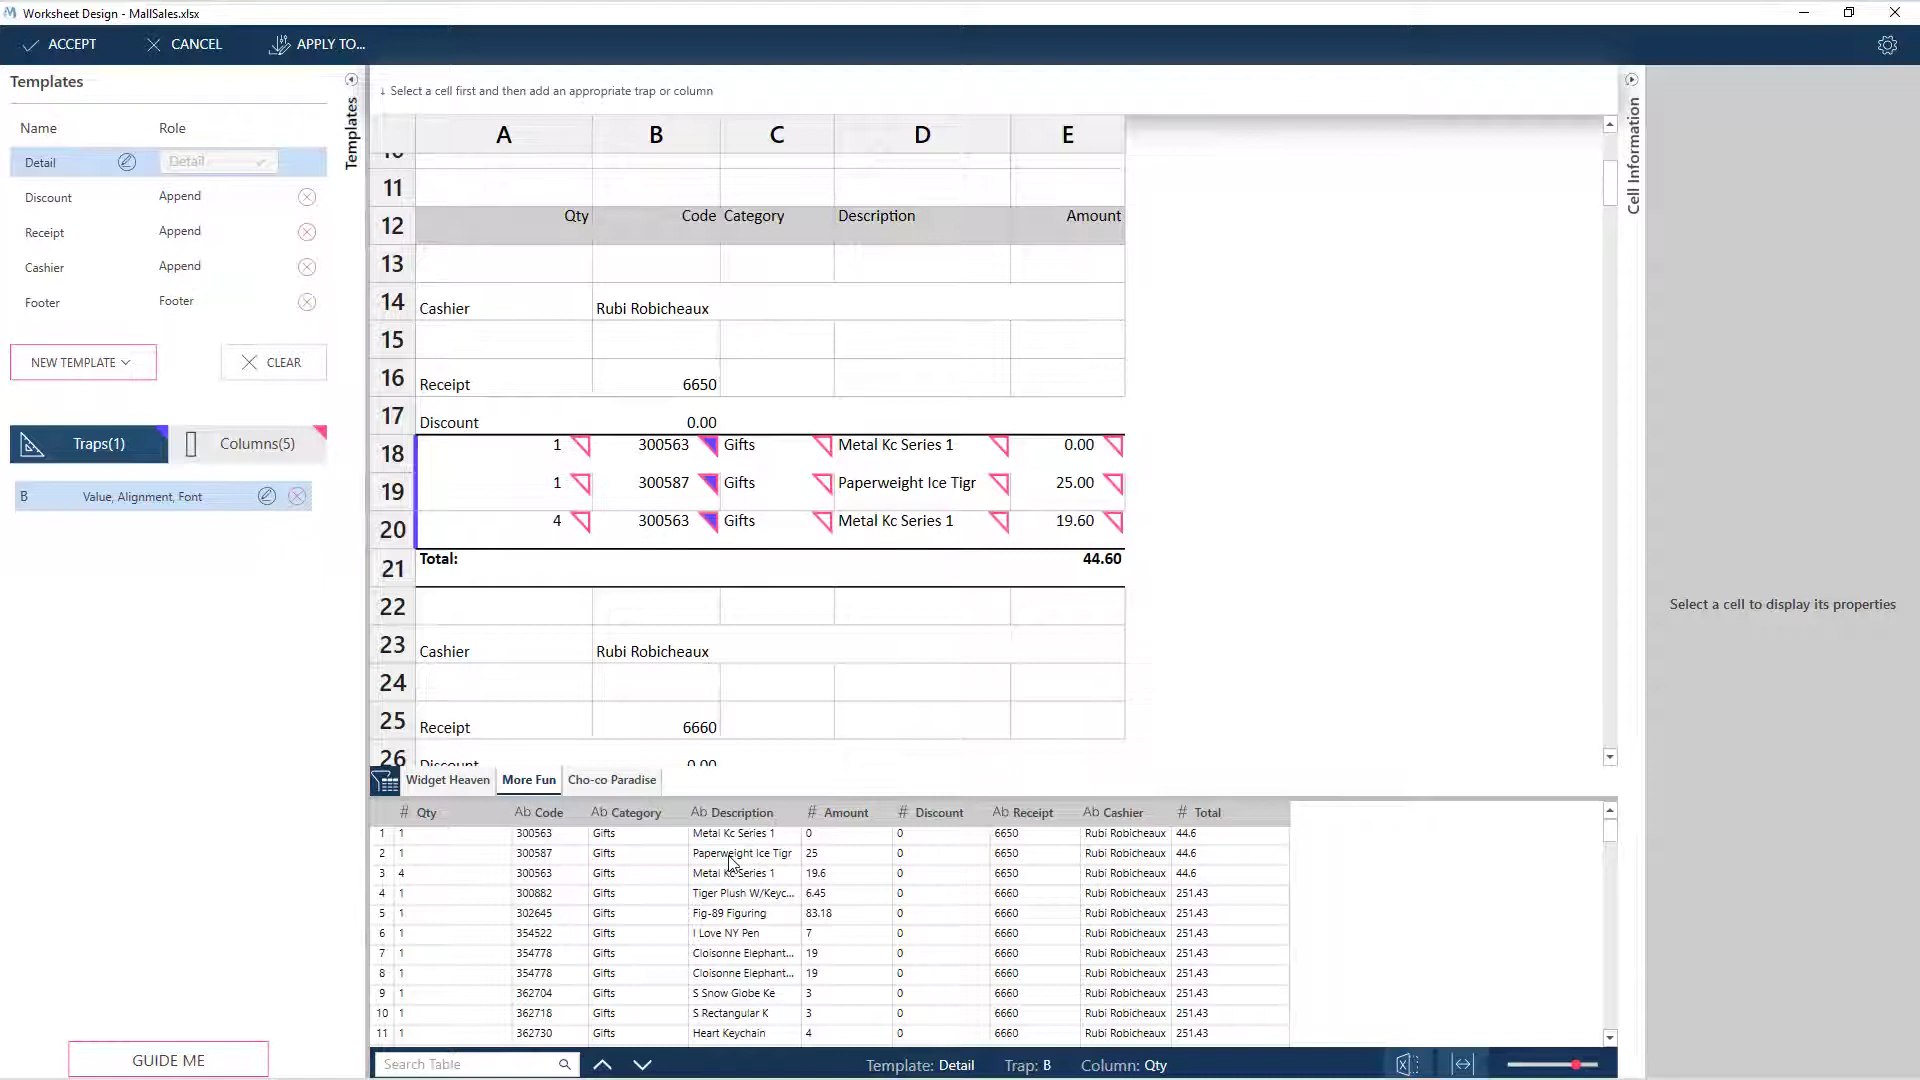 Worksheet Design - MallSales.xlsx
ACCEPT CANCEL APPLY TO...
Templates
Name Role
Detail Detail
Discount Append
Receipt Append
Cashier Append
Footer Footer
NEW TEMPLATE CLEAR
Traps(1) Columns(5)
B Value, Alignment, Font
GUIDE ME
Templates
↓ Select a cell first and then add an appropriate trap or column
A B C D E
10
11
12 Qty Code Category Description Amount
13
14 Cashier Rubi Robicheaux
15
16 Receipt 6650
17 Discount 0.00
18 1 300563 Gifts Metal Kc Series 1 0.00
19 1 300587 Gifts Paperweight Ice Tigr 25.00
20 4 300563 Gifts Metal Kc Series 1 19.60
21 Total: 44.60
22
23 Cashier Rubi Robicheaux
24
25 Receipt 6660
26 Discount 0.00
Widget Heaven More Fun Cho-co Paradise
# Qty Ab Code Ab Category Ab Description # Amount # Discount Ab Receipt Ab Cashier # Total
1 1 300563 Gifts Metal Kc Series 1 0 0 6650 Rubi Robicheaux 44.6
2 1 300587 Gifts Paperweight Ice Tigr 25 0 6650 Rubi Robicheaux 44.6
3 4 300563 Gifts Metal Kc Series 1 19.6 0 6650 Rubi Robicheaux 44.6
4 1 300882 Gifts Tiger Plush W/Keyc... 6.45 0 6660 Rubi Robicheaux 251.43
5 1 302645 Gifts Fig-89 Figuring 83.18 0 6660 Rubi Robicheaux 251.43
6 1 354522 Gifts I Love NY Pen 7 0 6660 Rubi Robicheaux 251.43
7 1 354778 Gifts Cloisonne Elephant... 19 0 6660 Rubi Robicheaux 251.43
8 1 354778 Gifts Cloisonne Elephant... 19 0 6660 Rubi Robicheaux 251.43
9 1 362704 Gifts S Snow Globe Ke 3 0 6660 Rubi Robicheaux 251.43
10 1 362718 Gifts S Rectangular K 3 0 6660 Rubi Robicheaux 251.43
11 1 362730 Gifts Heart Keychain 4 0 6660 Rubi Robicheaux 251.43
Search Table Template: Detail Trap: B Column: Qty
Cell Information
Select a cell to display its properties